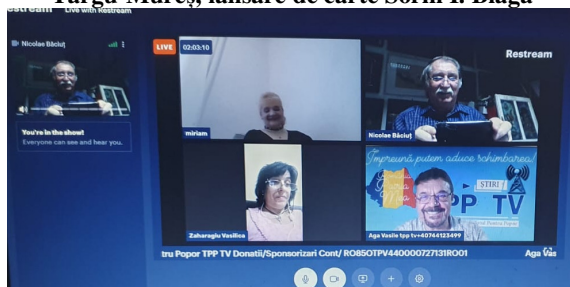 Târgu-Mureș, lansare de carte Sorin I. Blaga
Restream Live with Restream
Nicolae Băciuț
You're in the show!
Everyone can see and hear you.
LIVE 02:03:10
Restream
miriam
Nicolae Băciuț
Împreună putem aduce schimbarea!
ȘTIRI
PP TV
Zaharagiu Vasilica
Aga Vasile tpp tv+40744123499
tru Popor TPP TV Donatii/Sponsorizari Cont/ RO85OTPV440000727131RO01
Aga Vas